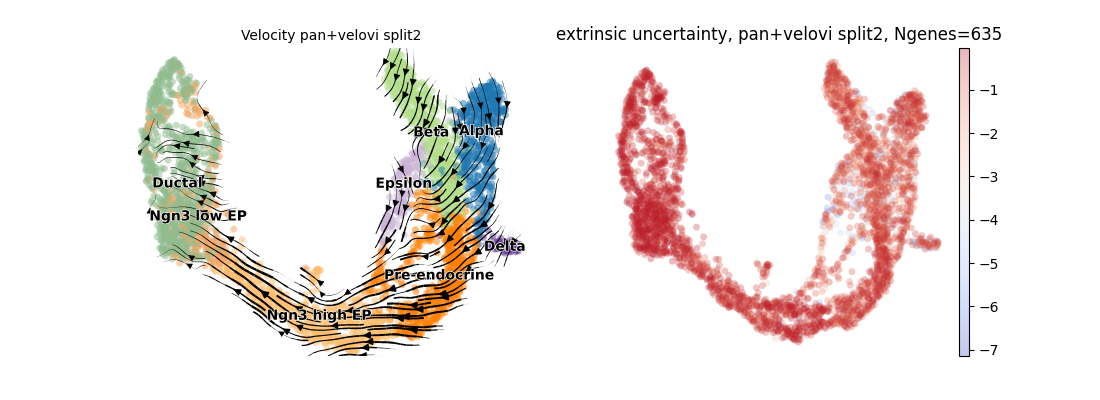 Velocity pan+velovi split2
Beta
Alpha
Ductal
Epsilon
Ngn3 low EP
Delta
Pre-endocrine
Ngn3 high EP
extrinsic uncertainty, pan+velovi split2, Ngenes=635
−1
−2
−3
−4
−5
−6
−7